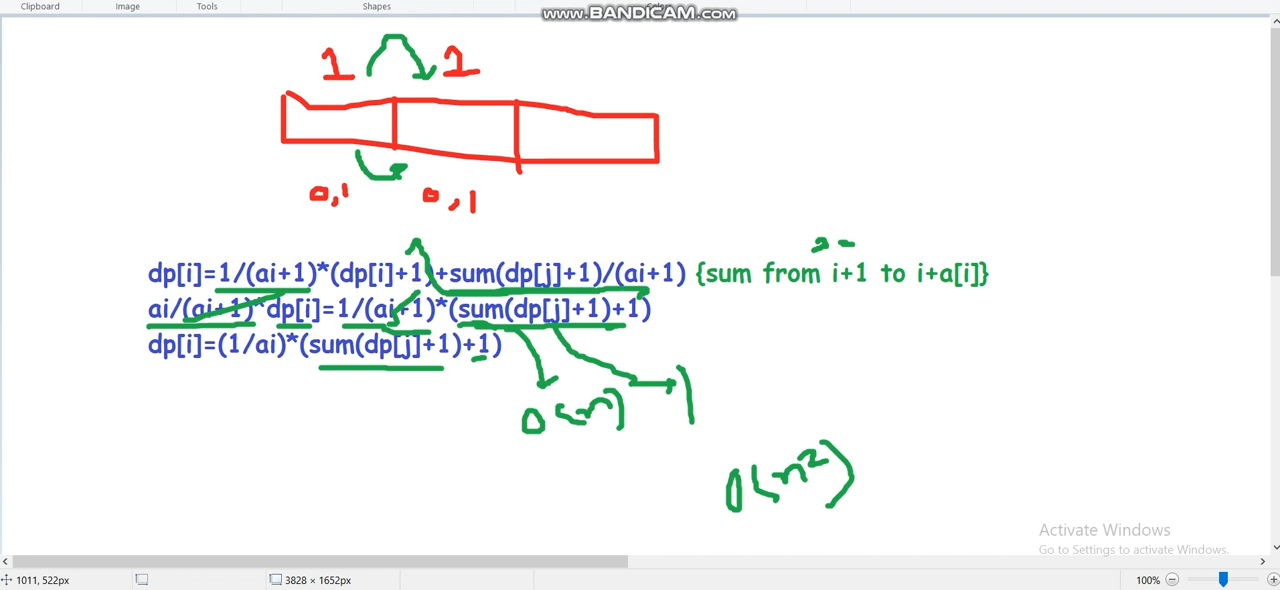 Clipboard Image Tools Shapes Colors
WWW.BANDICAM.COM
1 1
0,1 0,1
dp[i]=1/(ai+1)*(dp[i]+1)+sum(dp[j]+1)/(ai+1) {sum from i+1 to i+a[i]}
ai/(ai+1)*dp[i]=1/(ai+1)*(sum(dp[j]+1)+1)
dp[i]=(1/ai)*(sum(dp[j]+1)+1)
O(n)
O(n²)
Activate Windows
Go to Settings to activate Windows.
1011, 522px 3828 × 1652px 100%